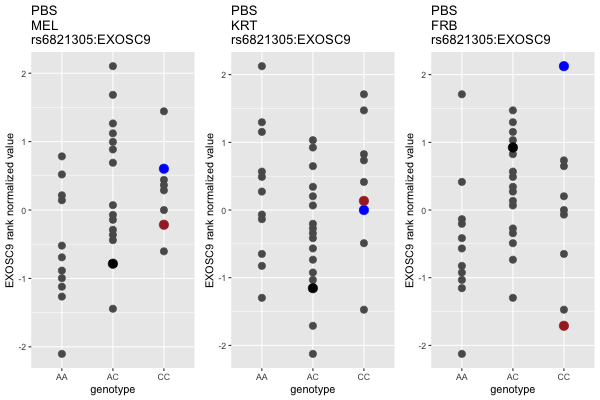 PBS
MEL
rs6821305:EXOSC9
EXOSC9 rank normalized value
2
1
0
-1
-2
AA AC CC
genotype
PBS
KRT
rs6821305:EXOSC9
EXOSC9 rank normalized value
2
1
0
-1
-2
AA AC CC
genotype
PBS
FRB
rs6821305:EXOSC9
EXOSC9 rank normalized value
2
1
0
-1
-2
AA AC CC
genotype